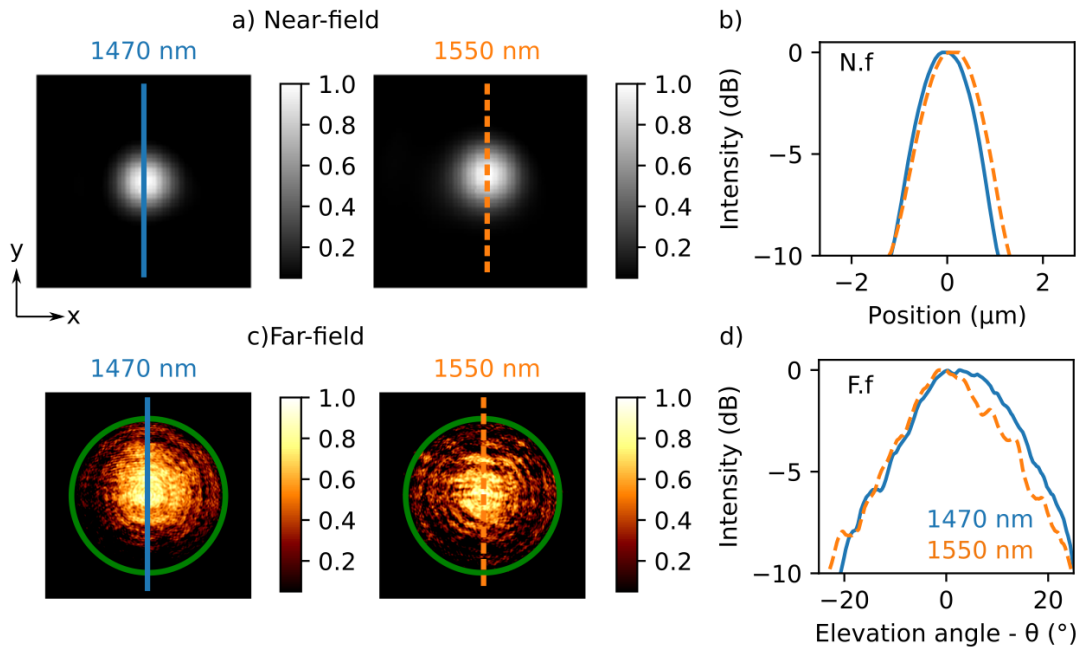 a) Near-field
1470 nm
1550 nm
1.0
0.8
0.6
0.4
0.2
1.0
0.8
0.6
0.4
0.2
y
x
b)
N.f
Intensity (dB)
0
−5
−10
−2
0
2
Position (μm)
c)Far-field
1470 nm
1550 nm
1.0
0.8
0.6
0.4
0.2
1.0
0.8
0.6
0.4
0.2
d)
F.f
Intensity (dB)
0
−5
−10
1470 nm
1550 nm
−20
0
20
Elevation angle - θ (°)